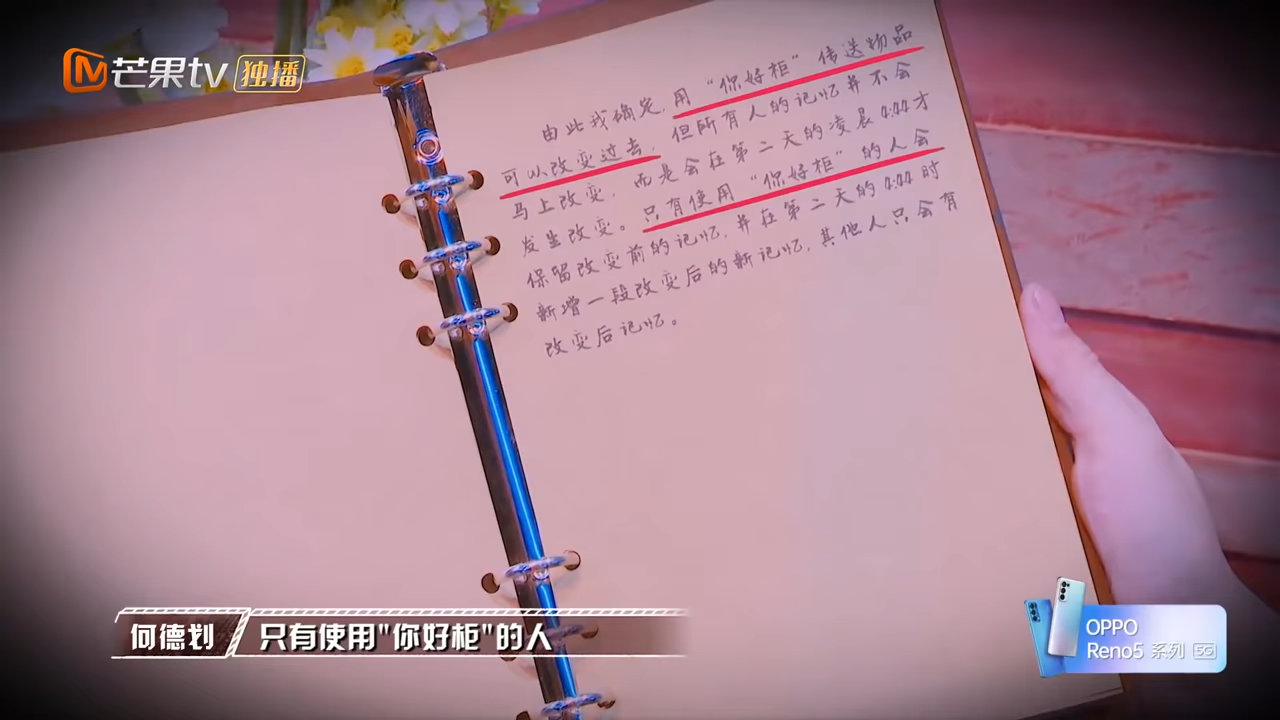 芒果tv 独播
由此我确定,用“你好柜”传送物品
可以改变过去,但所有人的记忆并不会
马上改变,而是会在第二天的凌晨4:44才
发生改变。只有使用“你好柜”的人会
保留改变前的记忆,并在第二天的4:44时
新增一段改变后的新记忆,其他人只会有
改变后记忆。
何德划 只有使用"你好柜"的人
OPPO
Reno5 系列 5G